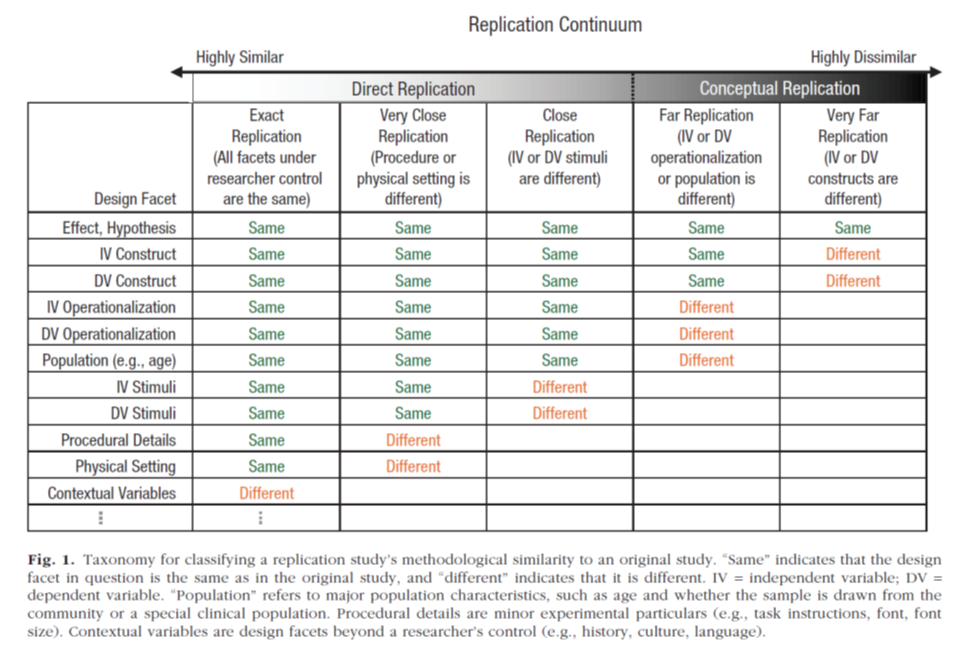 Replication Continuum
Highly Similar
Highly Dissimilar
Direct Replication
Conceptual Replication
Design Facet
Exact
Replication
(All facets under
researcher control
are the same)
Very Close
Replication
(Procedure or
physical setting is
different)
Close
Replication
(IV or DV stimuli
are different)
Far Replication
(IV or DV
operationalization
or population is
different)
Very Far
Replication
(IV or DV
constructs are
different)
Effect, Hypothesis Same Same Same Same Same
IV Construct Same Same Same Same Different
DV Construct Same Same Same Same Different
IV Operationalization Same Same Same Different
DV Operationalization Same Same Same Different
Population (e.g., age) Same Same Same Different
IV Stimuli Same Same Different
DV Stimuli Same Same Different
Procedural Details Same Different
Physical Setting Same Different
Contextual Variables Different
⋮ ⋮
Fig. 1. Taxonomy for classifying a replication study's methodological similarity to an original study. "Same" indicates that the design
facet in question is the same as in the original study, and "different" indicates that it is different. IV = independent variable; DV =
dependent variable. "Population" refers to major population characteristics, such as age and whether the sample is drawn from the
community or a special clinical population. Procedural details are minor experimental particulars (e.g., task instructions, font, font
size). Contextual variables are design facets beyond a researcher's control (e.g., history, culture, language).